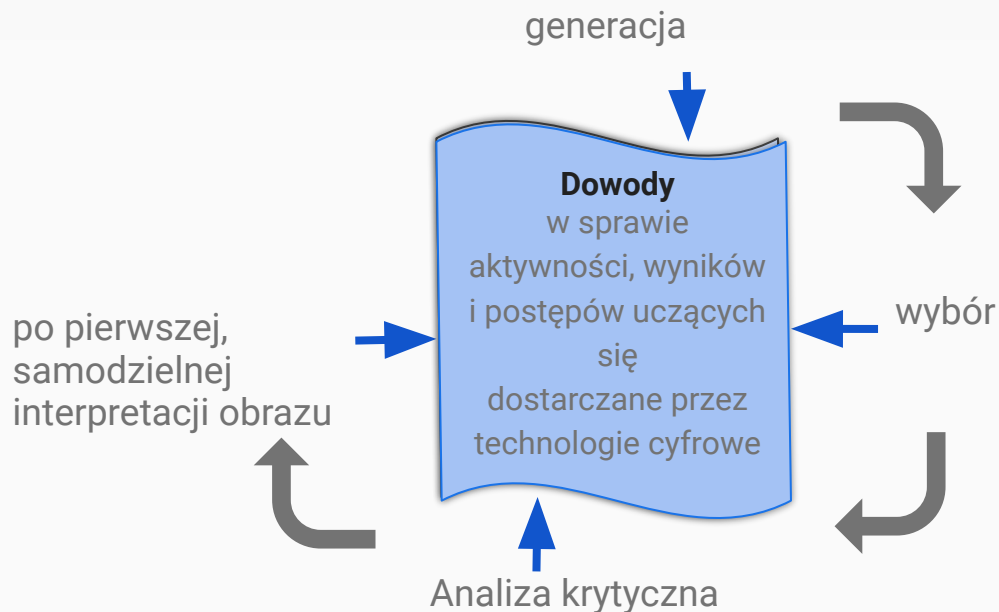 generacja
Dowody
w sprawie
aktywności, wyników
i postępów uczących
się
dostarczane przez
technologie cyfrowe
wybór
po pierwszej,
samodzielnej
interpretacji obrazu
Analiza krytyczna